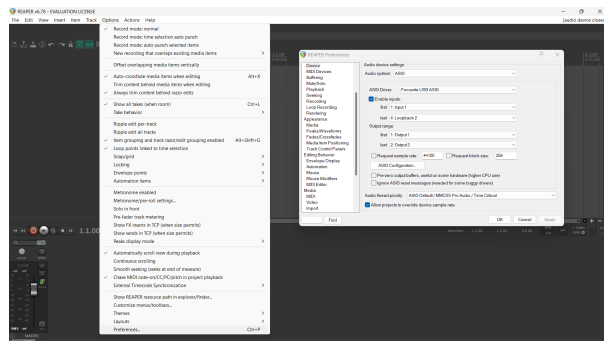 REAPER v6.78 - EVALUATION LICENSE
File Edit View Insert Item Track Options Actions Help
[audio device close
Record mode: normal
Record mode: time selection auto punch
Record mode: auto-punch selected items
New recording that overlaps existing media items
Offset overlapping media items vertically
Auto-crossfade media items when editing Alt+X
Trim content behind media items when editing
Always trim content behind razor edits
Show all takes (when room) Ctrl+L
Take behavior
Ripple edit per-track
Ripple edit all tracks
Item grouping and track razor/edit grouping enabled Alt+Shift+G
Loop points linked to time selection
Snap/grid
Locking
Envelope points
Automation items
Metronome enabled
Metronome/pre-roll settings...
Solo in front
Pre-fader track metering
Show FX inserts in TCP (when size permits)
Show sends in TCP (when size permits)
Peaks display mode
Automatically scroll view during playback
Continuous scrolling
Smooth seeking (seeks at end of measure)
Chase MIDI note-on/CC/PC/pitch in project playback
External Timecode Synchronization
Show REAPER resource path in explorer/finder...
Customize menus/toolbars...
Themes
Layouts
Preferences... Ctrl+P
REAPER Preferences
Device
MIDI Devices
Buffering
Mute/Solo
Playback
Seeking
Recording
Loop Recording
Rendering
Appearance
Media
Peaks/Waveforms
Fades/Crossfades
Media Item Positioning
Track Control Panels
Editing Behavior
Envelope Display
Automation
Mouse
Mouse Modifiers
MIDI Editor
Media
MIDI
Video
Import
Find
Audio device settings
Audio system: ASIO
ASIO Driver: Focusrite USB ASIO
Enable inputs:
first 1: Input 1
last 4: Loopback 2
Output range:
first 1: Output 1
last 2: Output 2
Request sample rate: 44100 Request block size: 256
ASIO Configuration...
Pre-zero output buffers, useful on some hardware (higher CPU use)
Ignore ASIO reset messages (needed for some buggy drivers)
Audio thread priority: ASIO Default / MMCSS Pro Audio / Time Critical
Allow projects to override device sample rate
OK Cancel Apply
1.1.00
MASTER